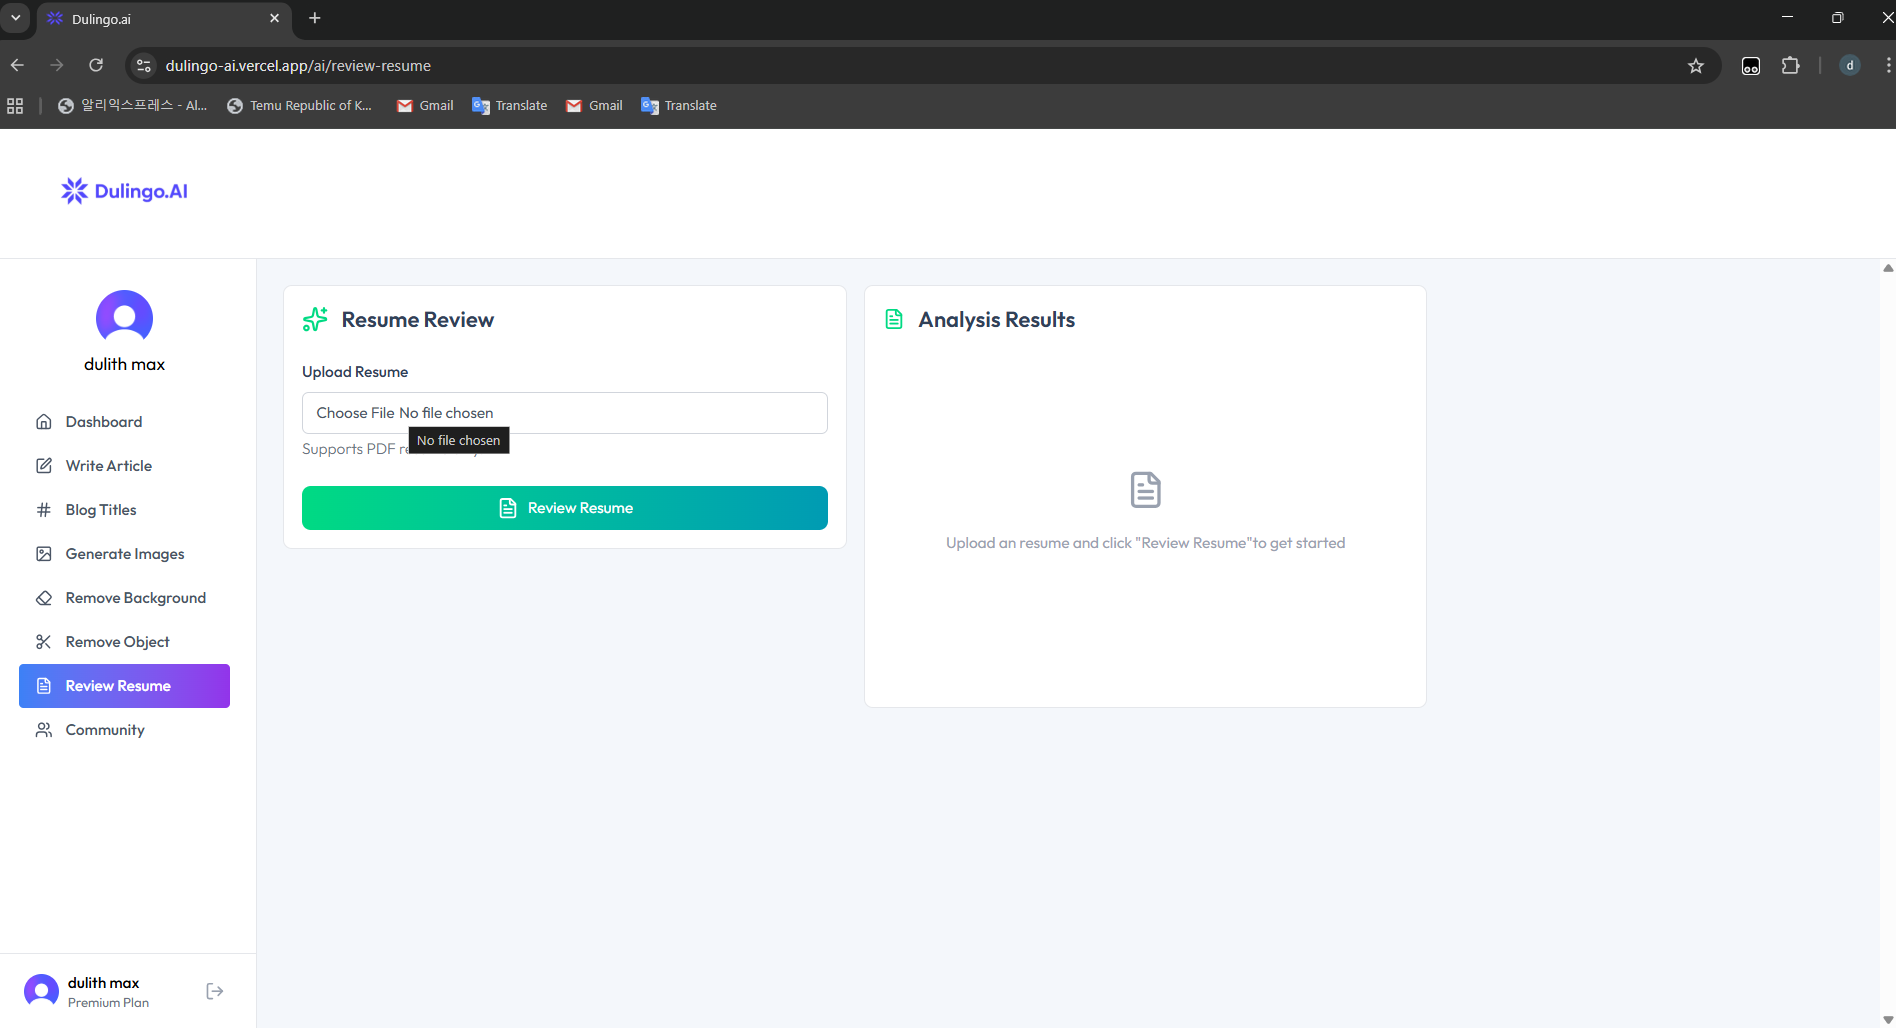 Dulingo.ai
dulingo-ai.vercel.app/ai/review-resume
d
알리익스프레스 - Al...
Temu Republic of K...
Gmail
Translate
Gmail
Translate
Dulingo.AI
dulith max
Dashboard
Write Article
Blog Titles
Generate Images
Remove Background
Remove Object
Review Resume
Community
dulith max
Premium Plan
Resume Review
Upload Resume
Choose File No file chosen
No file chosen
Supports PDF
Review Resume
Analysis Results
Upload an resume and click "Review Resume"to get started